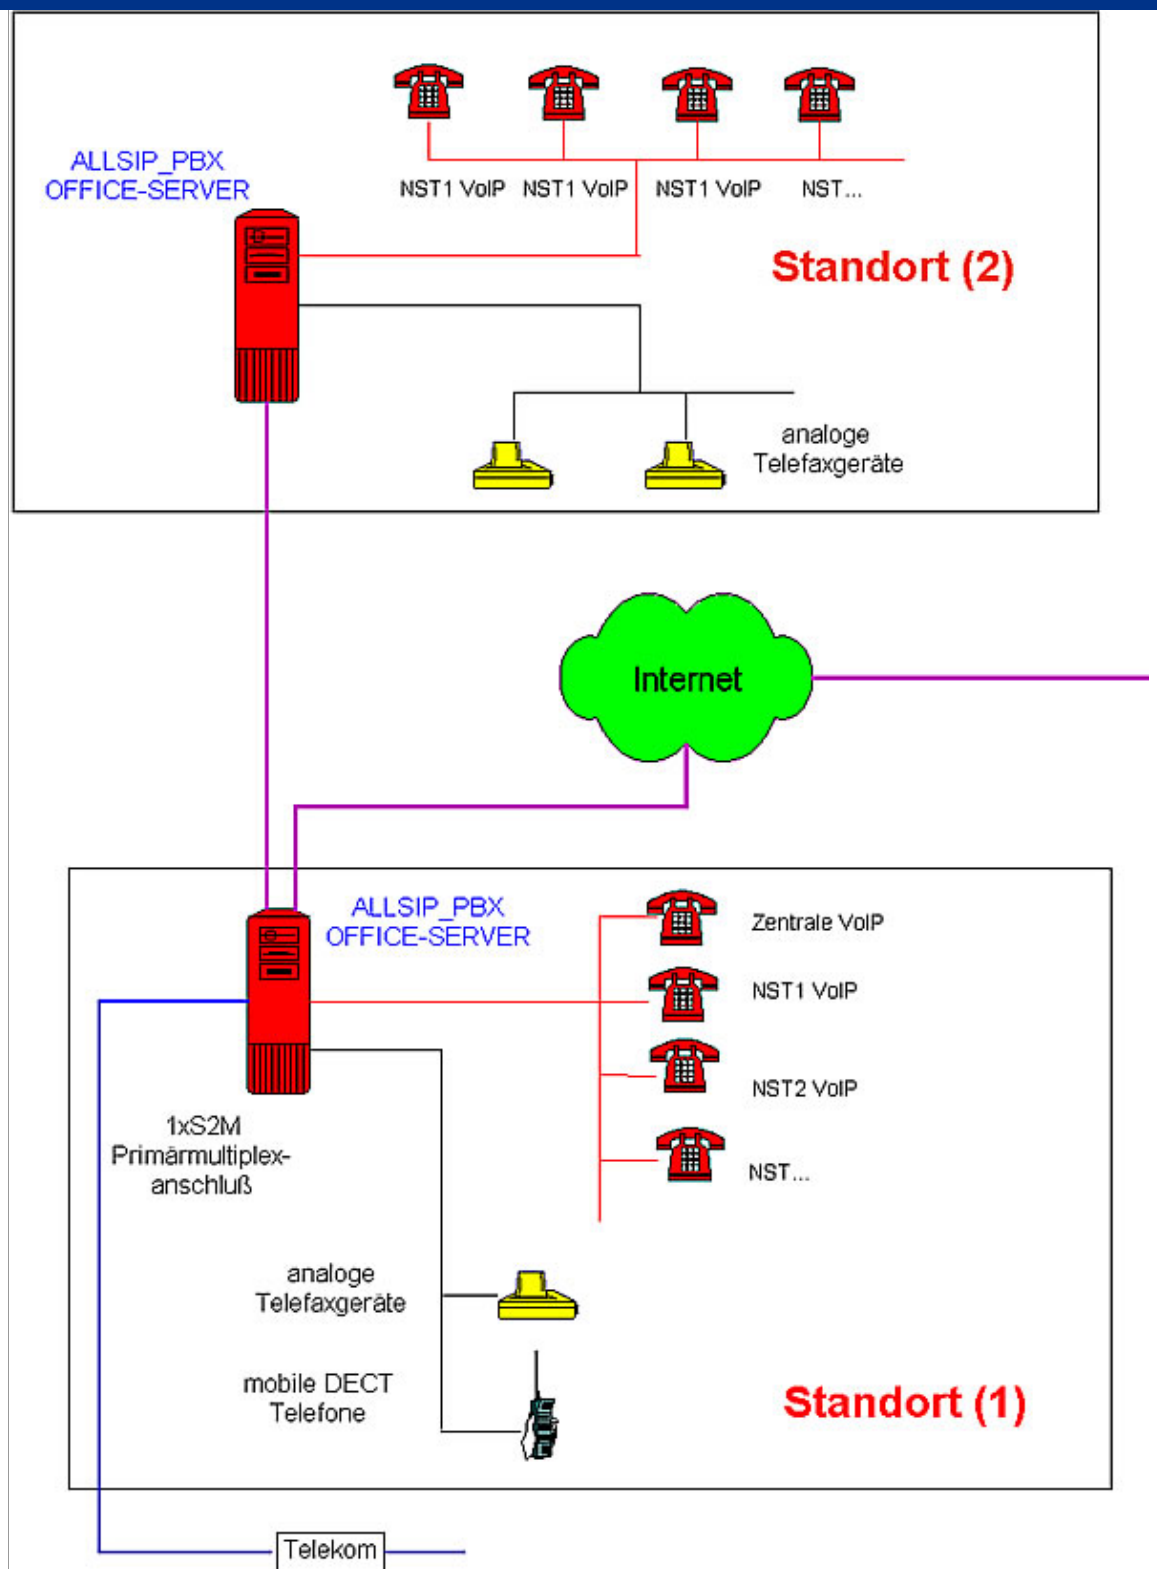 ALLSIP_PBX
OFFICE-SERVER
NST1 VoIP
NST1 VoIP
NST1 VoIP
NST...
Standort (2)
analoge
Telefaxgeräte
Internet
ALLSIP_PBX
OFFICE-SERVER
Zentrale VoIP
NST1 VoIP
NST2 VoIP
NST...
1xS2M
Primärmultiplex-
anschluß
analoge
Telefaxgeräte
mobile DECT
Telefone
Standort (1)
Telekom